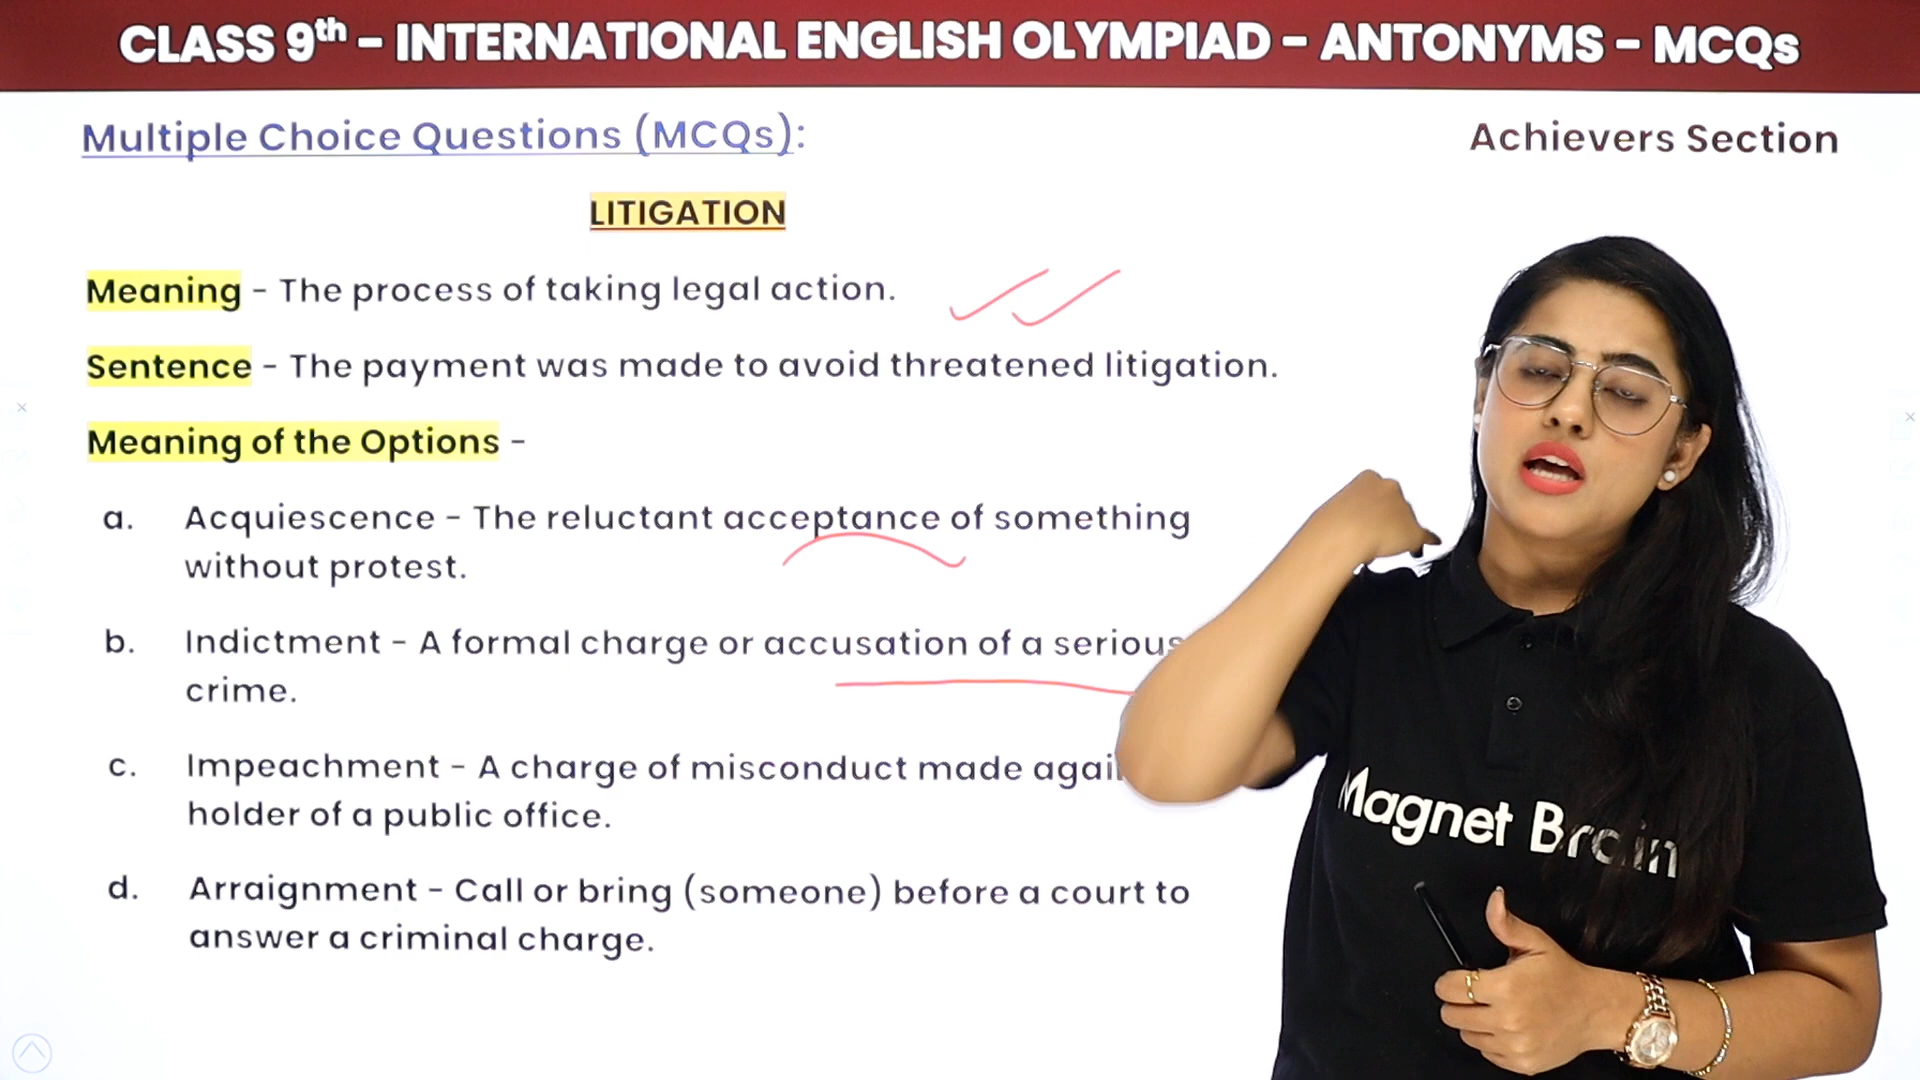 CLASS 9th - INTERNATIONAL ENGLISH OLYMPIAD - ANTONYMS - MCQs
Multiple Choice Questions (MCQs):
Achievers Section
LITIGATION
Meaning - The process of taking legal action.
Sentence - The payment was made to avoid threatened litigation.
Meaning of the Options -
a. Acquiescence - The reluctant acceptance of something
without protest.
b. Indictment - A formal charge or accusation of a serious
crime.
c. Impeachment - A charge of misconduct made
holder of a public office.
d. Arraignment - Call or bring (someone) before a court to
answer a criminal charge.
Magnet Brain